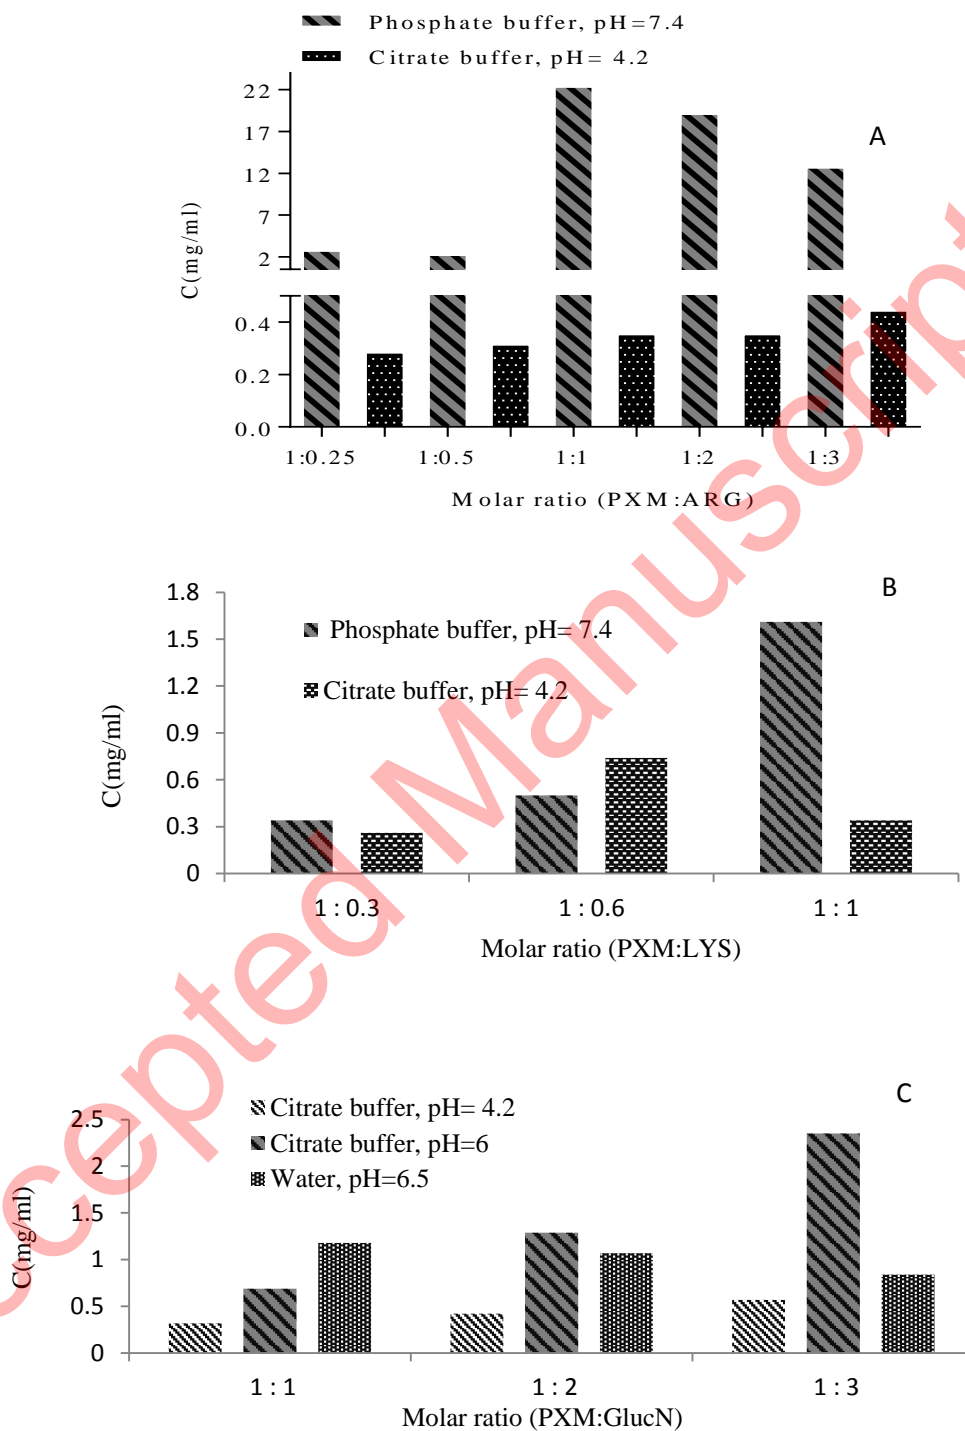 Phosphate buffer, pH=7.4
Citrate buffer, pH= 4.2
A
22
17
12
7
2
C(mg/ml)
0.4
0.2
0.0
1:0.25 1:0.5 1:1 1:2 1:3
Molar ratio (PXM:ARG)
B
1.8
1.5
1.2
0.9
0.6
0.3
0
C(mg/ml)
Phosphate buffer, pH= 7.4
Citrate buffer, pH= 4.2
1 : 0.3 1 : 0.6 1 : 1
Molar ratio (PXM:LYS)
C
2.5
2
1.5
1
0.5
0
C(mg/ml)
Citrate buffer, pH= 4.2
Citrate buffer, pH=6
Water, pH=6.5
1 : 1 1 : 2 1 : 3
Molar ratio (PXM:GlucN)
ccepted Manuscript